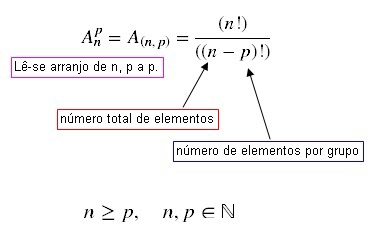 A_n^p = A_(n, p) = (n!) / ((n − p)!)
Lê-se arranjo de n, p a p.
número total de elementos
número de elementos por grupo
n ≥ p, n, p ∈ ℕ